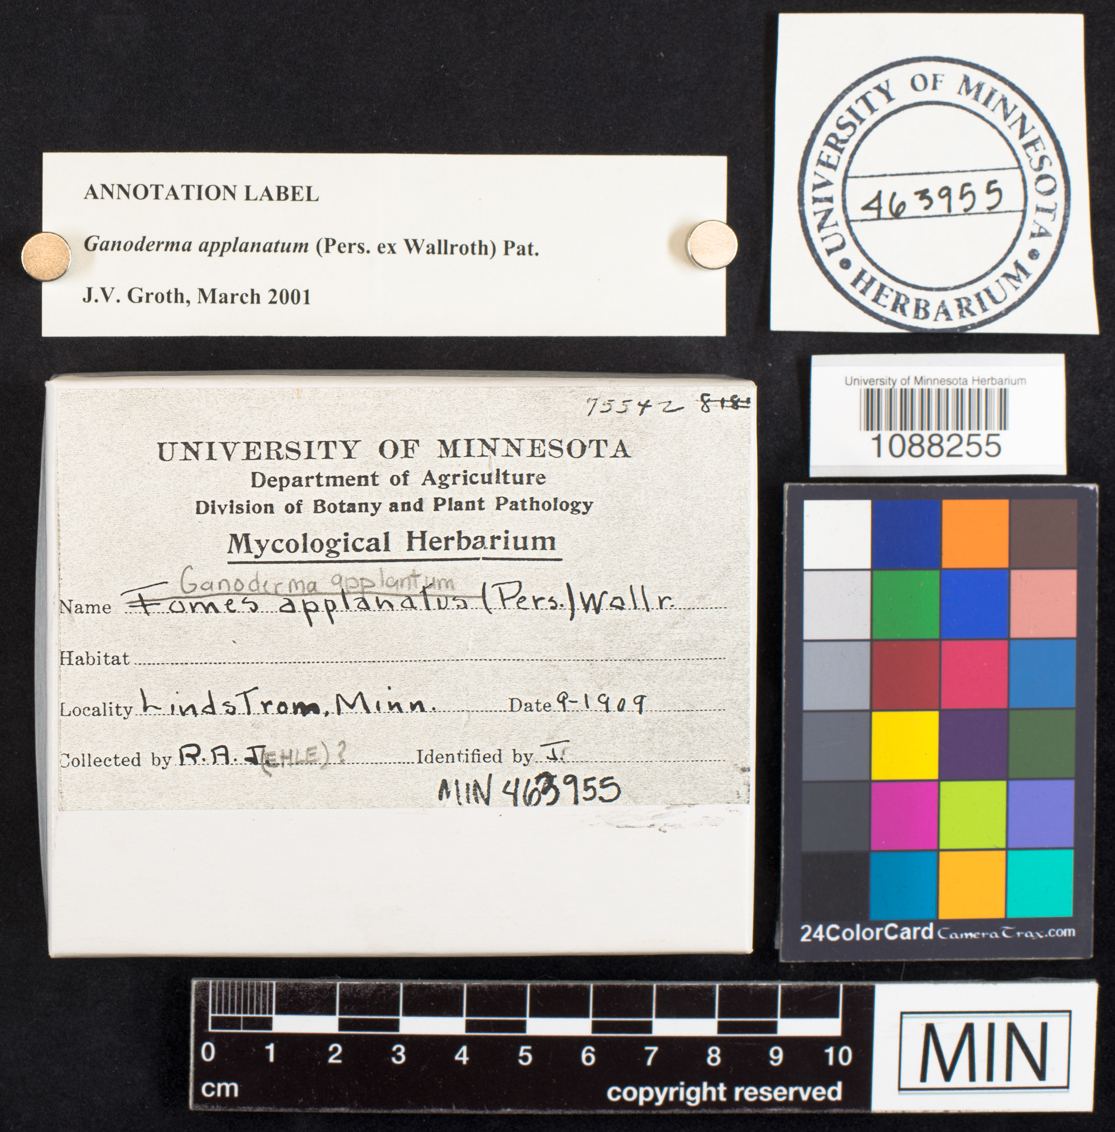 UNIVERSITY OF MINNESOTA
463955
• HERBARIUM •
ANNOTATION LABEL
Ganoderma applanatum (Pers. ex Wallroth) Pat.
J.V. Groth, March 2001
University of Minnesota Herbarium
1088255
75542 818
UNIVERSITY OF MINNESOTA
Department of Agriculture
Division of Botany and Plant Pathology
Mycological Herbarium
Ganoderma applantum
Name Fomes applanatus (Pers.) Wallr.
Habitat
Locality LindsTrom, Minn. Date 9-1909
Collected by R.A.J(EHLE)? Identified by J.
MIN 463955
24ColorCard CameraTrax.com
0 1 2 3 4 5 6 7 8 9 10
cm copyright reserved
MIN